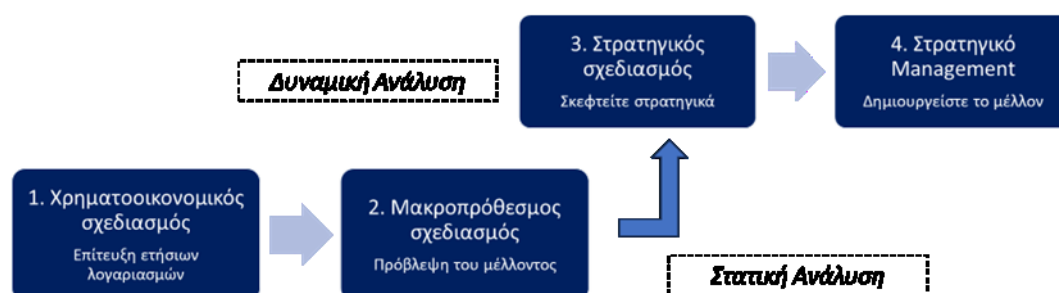 3. Στρατηγικός
σχεδιασμός
Σκεφτείτε στρατηγικά
4. Στρατηγικό
Management
Δημιουργείστε το μέλλον
Δυναμική Ανάλυση
1. Χρηματοοικονομικός
σχεδιασμός
Επίτευξη ετήσιων
λογαριασμών
2. Μακροπρόθεσμος
σχεδιασμός
Πρόβλεψη του μέλλοντος
Στατική Ανάλυση